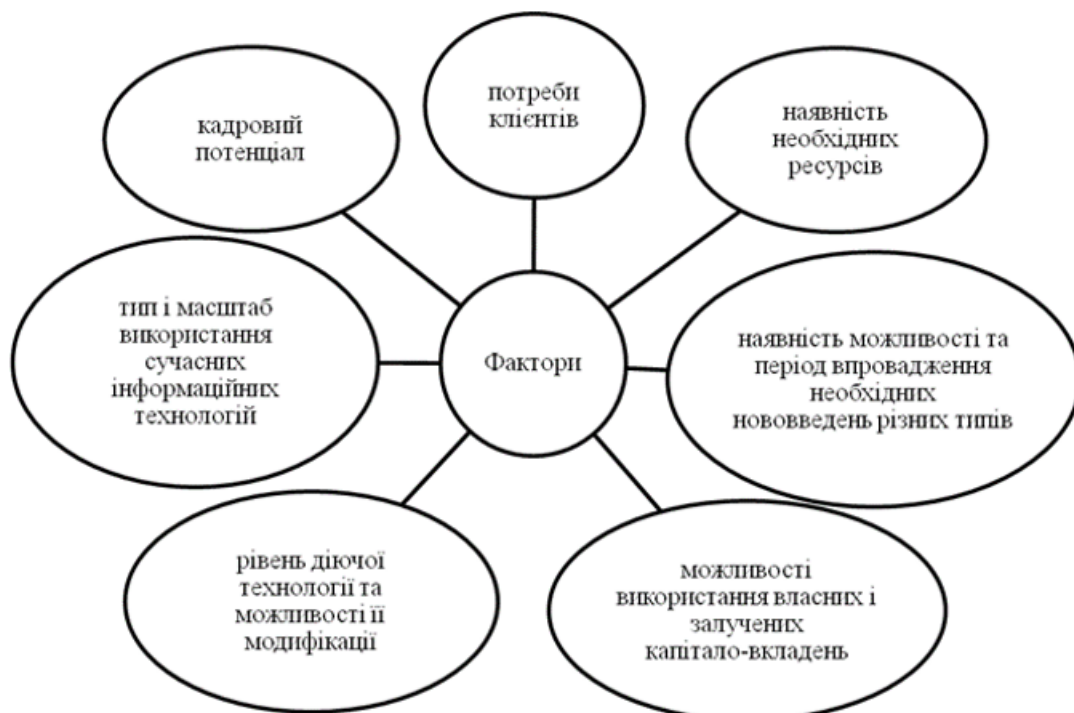 потреби
клієнтів
кадровий
потенціал
наявність
необхідних
ресурсів
тип і масштаб
використання
сучасних
інформаційних
технологій
Фактори
наявність можливості та
період впровадження
необхідних
нововведень різних типів
рівень діючої
технології та
можливості її
модифікації
можливості
використання власних і
залучених
капітало-вкладень